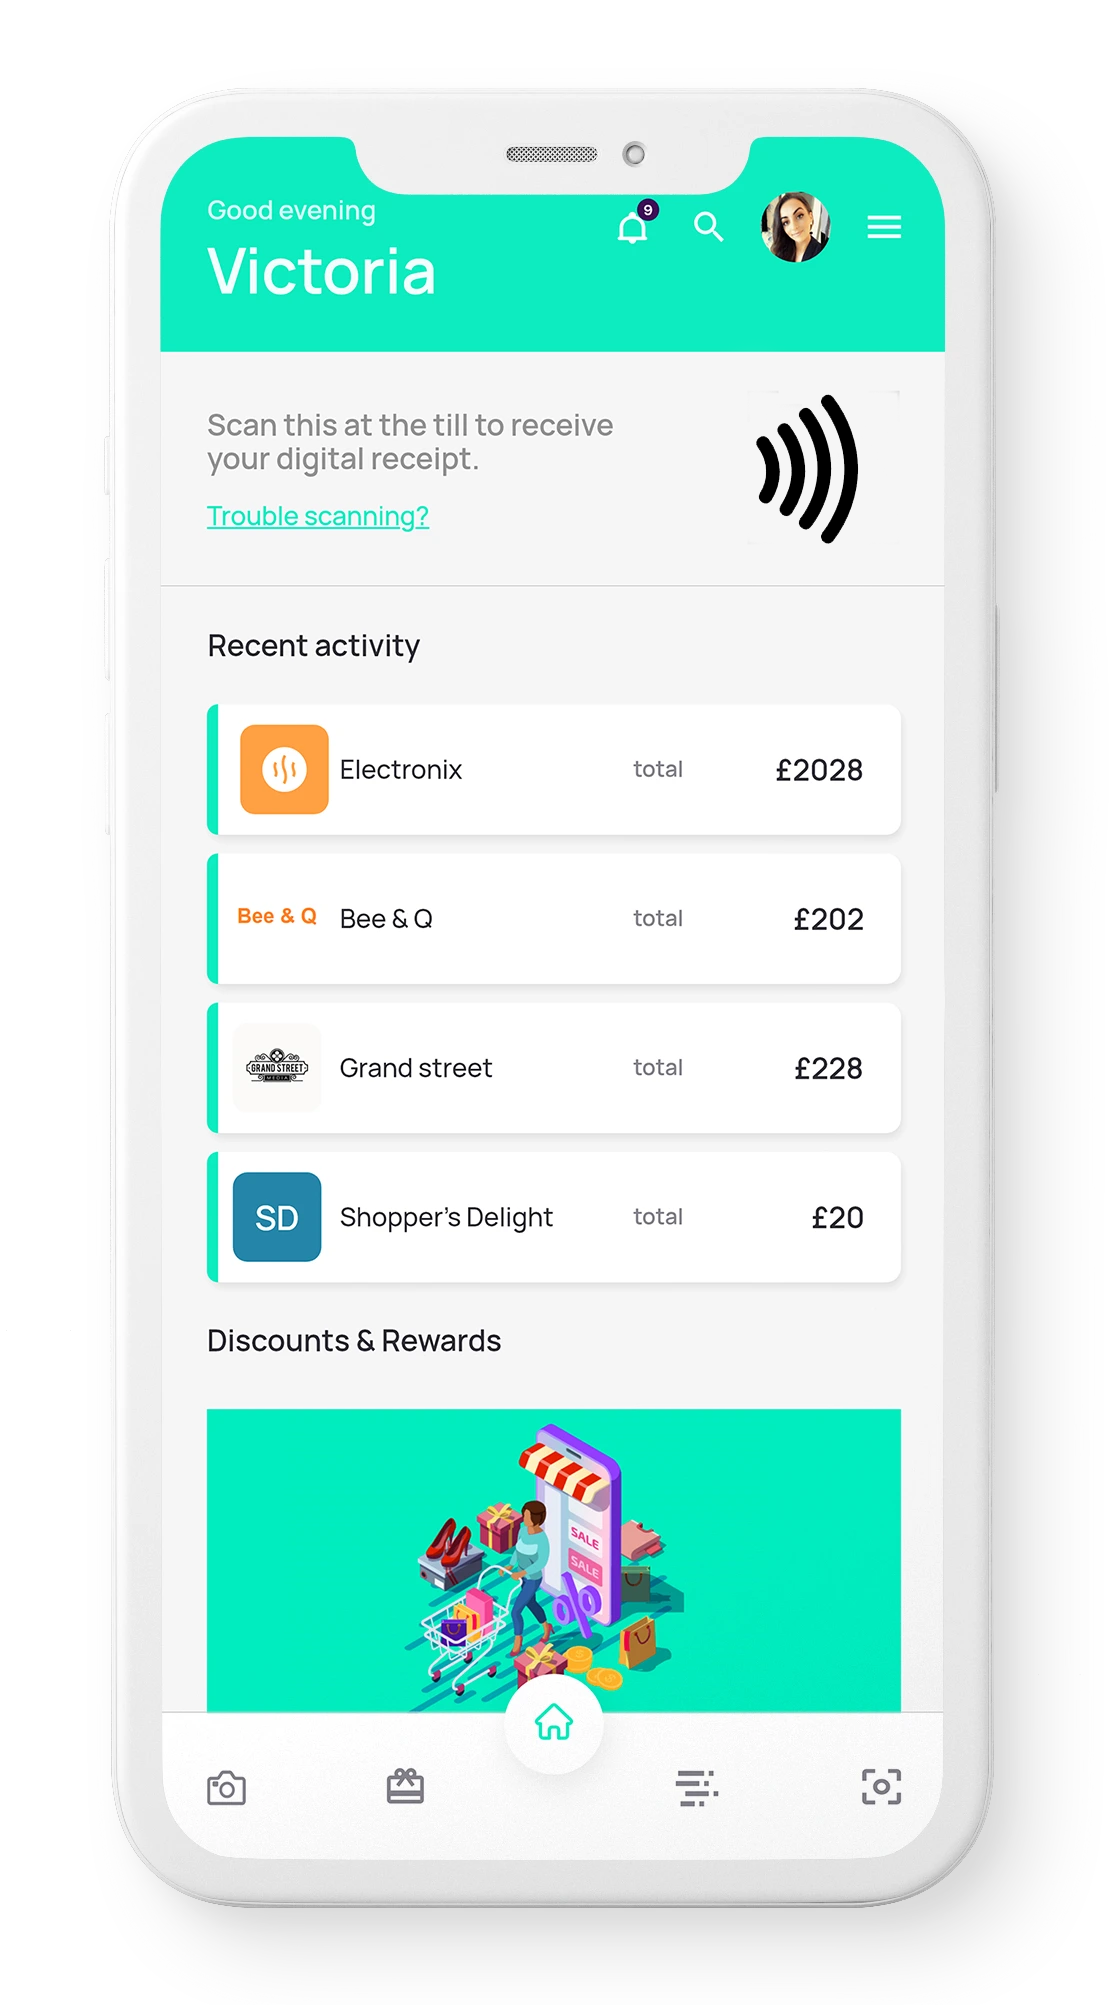 Good evening
9
Victoria
Scan this at the till to receive
your digital receipt.
Trouble scanning?
Recent activity
Electronix total £2028
Bee & Q Bee & Q total £202
GRAND STREET
MEDIA
Grand street total £228
SD Shopper's Delight total £20
Discounts & Rewards
SALE
SALE
%